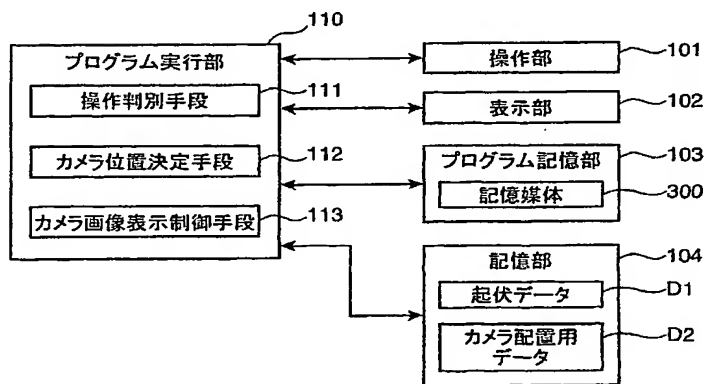 110
プログラム実行部
111
操作判別手段
112
カメラ位置決定手段
113
カメラ画像表示制御手段
操作部
101
表示部
102
プログラム記憶部
103
記憶媒体
300
記憶部
104
起伏データ
D1
カメラ配置用
データ
D2